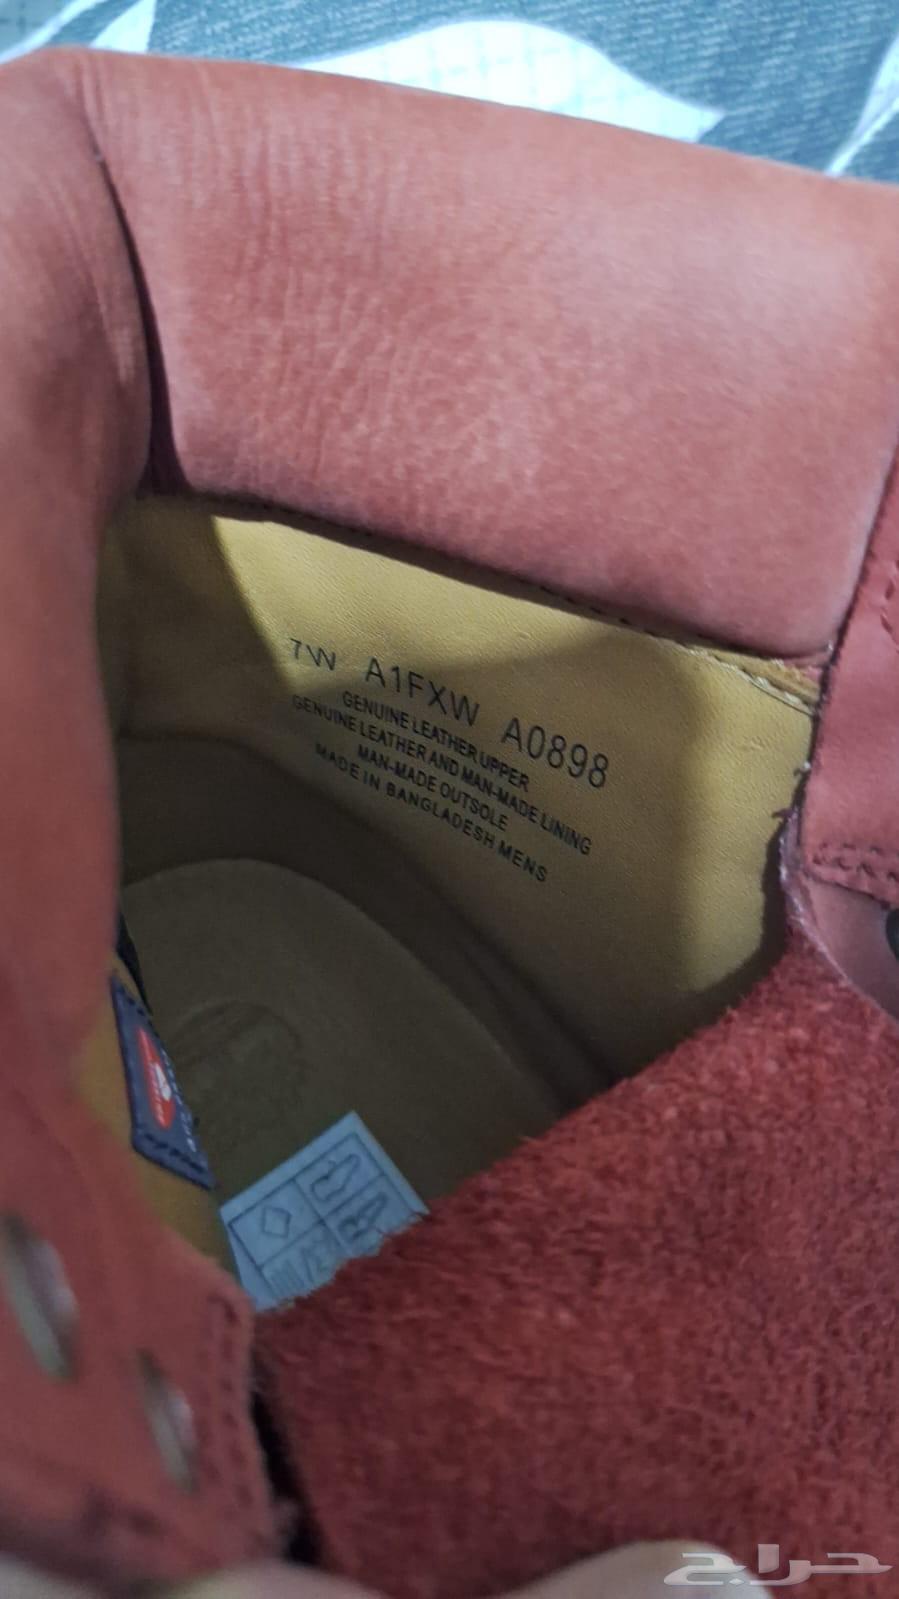 7W A1FXW A0898
GENUINE LEATHER UPPER
GENUINE LEATHER AND MAN-MADE LINING
MAN-MADE OUTSOLE
MADE IN BANGLADESH MENS
حراج